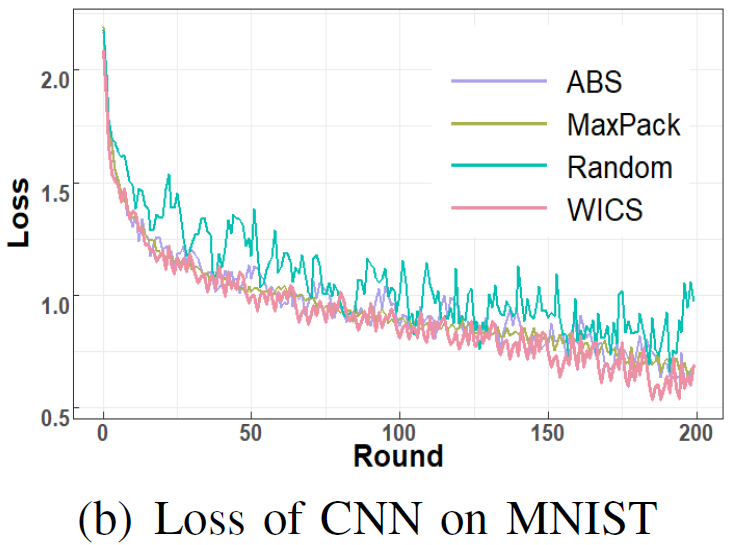 2.0
1.5
1.0
0.5
Loss
ABS
MaxPack
Random
WICS
0 50 100 150 200
Round
(b) Loss of CNN on MNIST